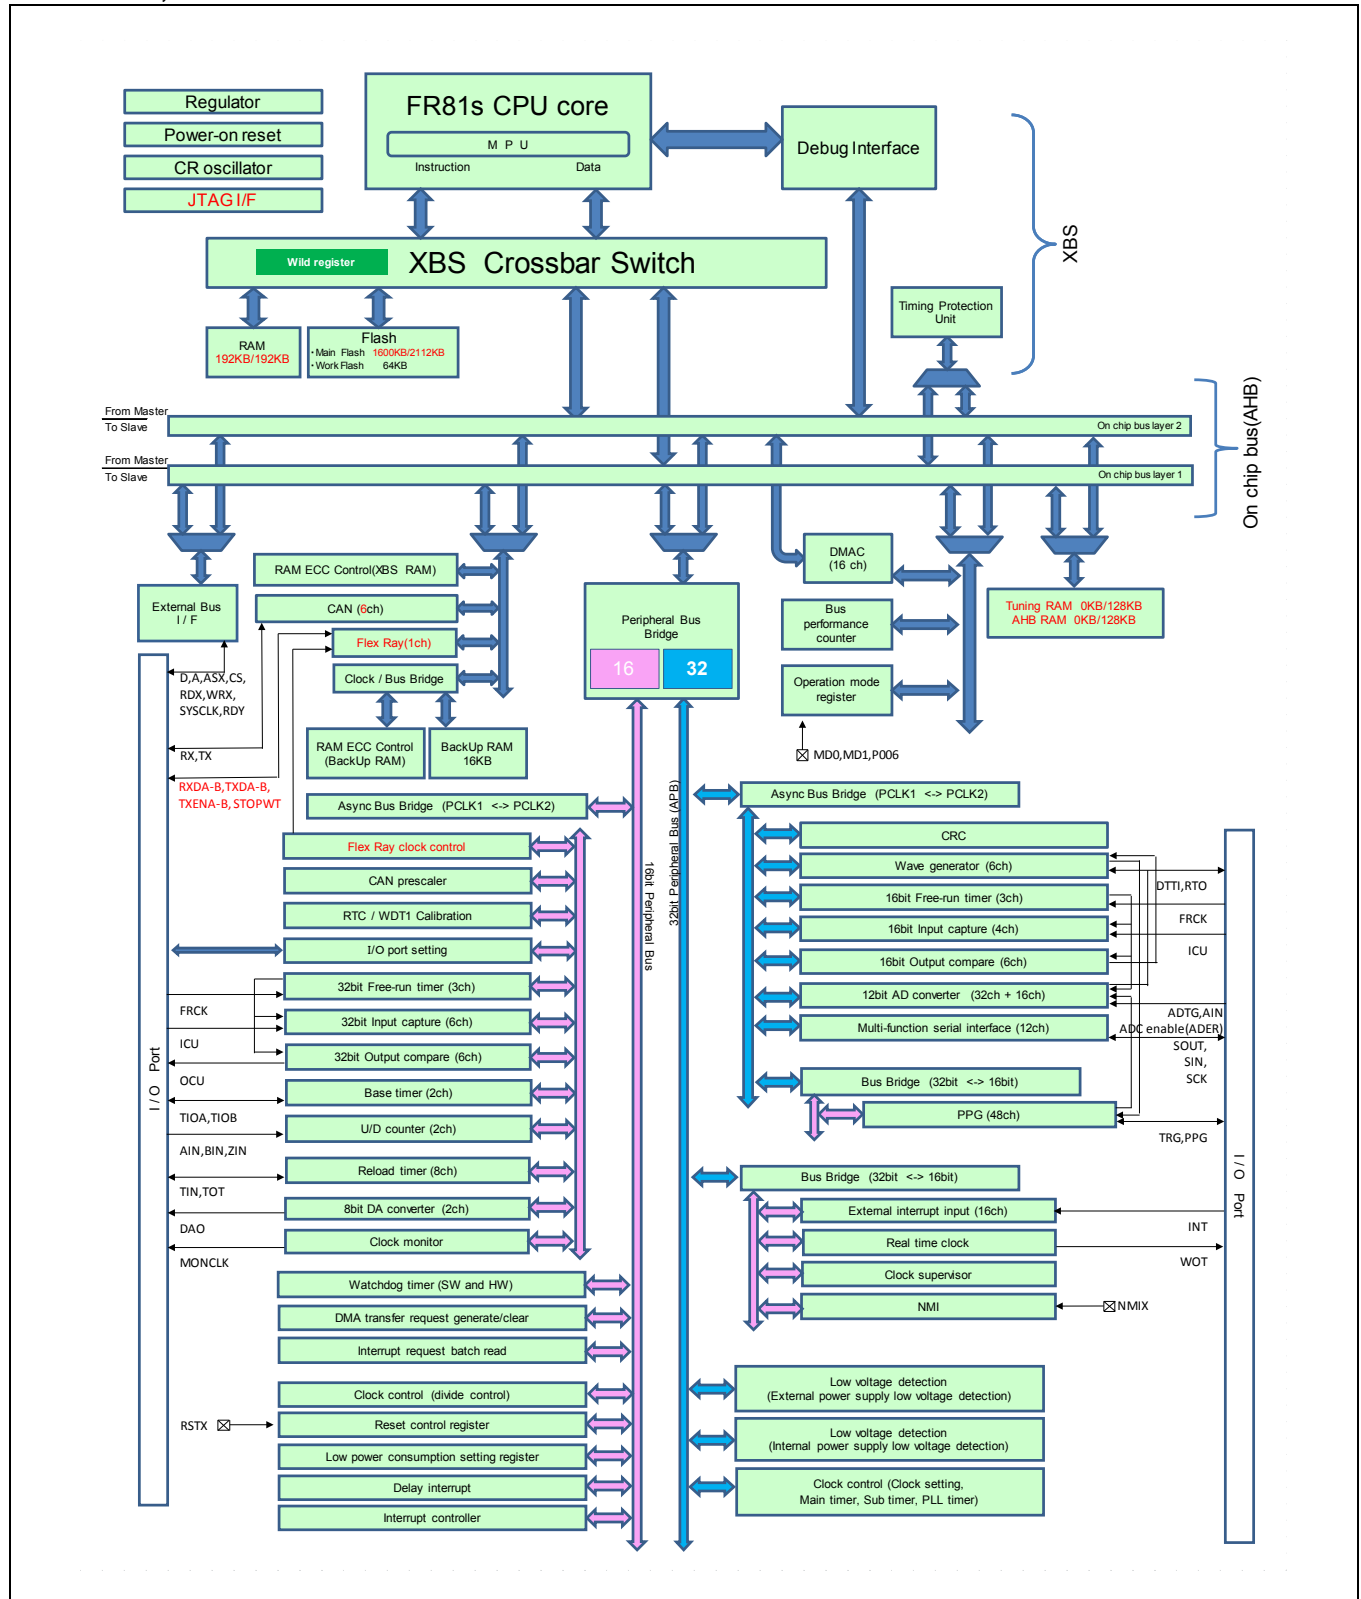 Regulator
Power-on reset
CR oscillator
JTAG I/F
FR81s CPU core
M P U
Instruction
Data
Debug Interface
XBS
Wild register
XBS Crossbar Switch
RAM
192KB/192KB
Flash
・Main Flash 1600KB/2112KB
・Work Flash 64KB
Timing Protection
Unit
On chip bus(AHB)
From Master
To Slave
On chip bus layer 2
From Master
To Slave
On chip bus layer 1
External Bus
I / F
RAM ECC Control(XBS RAM)
CAN (6ch)
Flex Ray(1ch)
Clock / Bus Bridge
RAM ECC Control
(BackUp RAM)
BackUp RAM
16KB
Peripheral Bus
Bridge
16
32
DMAC
(16 ch)
Bus
performance
counter
Operation mode
register
MD0,MD1,P006
Tuning RAM 0KB/128KB
AHB RAM 0KB/128KB
D,A,ASX,CS,
RDX,WRX,
SYSCLK,RDY
RX,TX
RXDA-B,TXDA-B,
TXENA-B, STOPWT
I / O Port
16bit Peripheral Bus
32bit Peripheral Bus (APB)
Async Bus Bridge (PCLK1 <-> PCLK2)
Flex Ray clock control
CAN prescaler
RTC / WDT1 Calibration
I/O port setting
32bit Free-run timer (3ch)
FRCK
32bit Input capture (6ch)
ICU
32bit Output compare (6ch)
OCU
Base timer (2ch)
TIOA,TIOB
U/D counter (2ch)
AIN,BIN,ZIN
Reload timer (8ch)
TIN,TOT
8bit DA converter (2ch)
DAO
Clock monitor
MONCLK
Watchdog timer (SW and HW)
DMA transfer request generate/clear
Interrupt request batch read
Clock control (divide control)
RSTX
Reset control register
Low power consumption setting register
Delay interrupt
Interrupt controller
Async Bus Bridge (PCLK1 <-> PCLK2)
CRC
Wave generator (6ch)
DTTI,RTO
16bit Free-run timer (3ch)
FRCK
16bit Input capture (4ch)
ICU
16bit Output compare (6ch)
12bit AD converter (32ch + 16ch)
ADTG,AIN
ADC enable(ADER)
Multi-function serial interface (12ch)
SOUT,
SIN,
SCK
Bus Bridge (32bit <-> 16bit)
PPG (48ch)
TRG,PPG
I / O Port
Bus Bridge (32bit <-> 16bit)
External interrupt input (16ch)
INT
Real time clock
WOT
Clock supervisor
NMI
NMIX
Low voltage detection
(External power supply low voltage detection)
Low voltage detection
(Internal power supply low voltage detection)
Clock control (Clock setting,
Main timer, Sub timer, PLL timer)